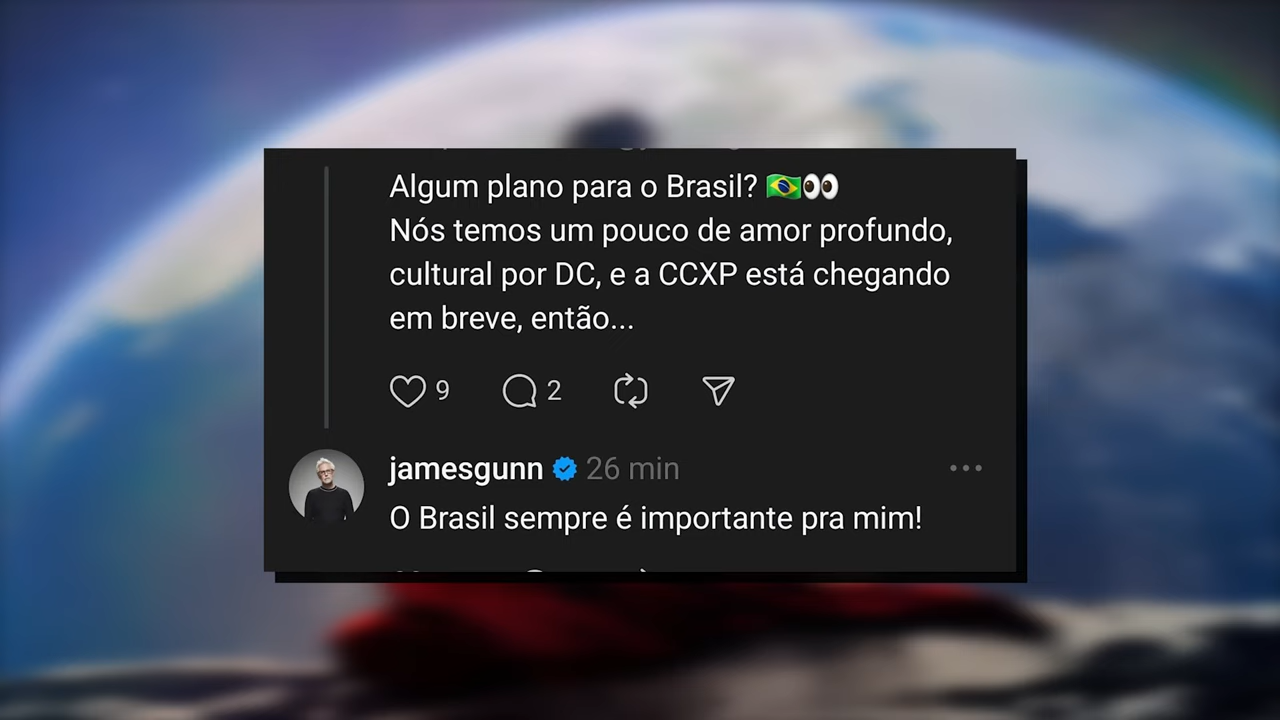 Algum plano para o Brasil? 🇧🇷👀
Nós temos um pouco de amor profundo,
cultural por DC, e a CCXP está chegando
em breve, então...
9 2
jamesgunn 26 min
O Brasil sempre é importante pra mim!